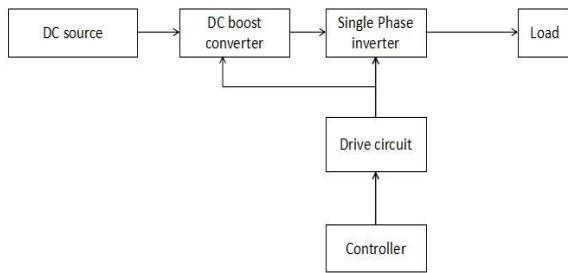 DC source
DC boost
converter
Single Phase
inverter
Load
Drive circuit
Controller